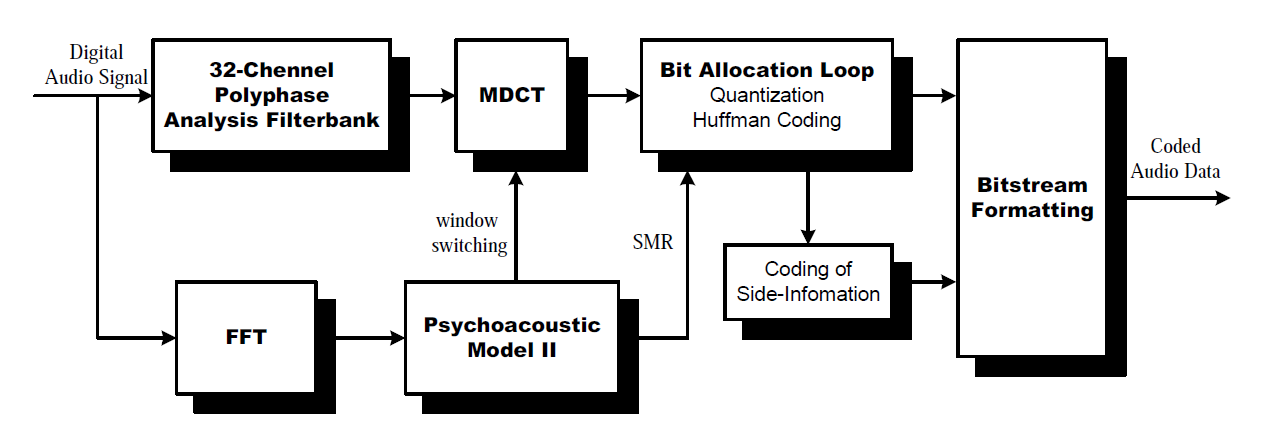 Digital
Audio Signal
32-Chennel
Polyphase
Analysis Filterbank
MDCT
Bit Allocation Loop
Quantization
Huffman Coding
Bitstream
Formatting
Coded
Audio Data
window
switching
SMR
Coding of
Side-Infomation
FFT
Psychoacoustic
Model II